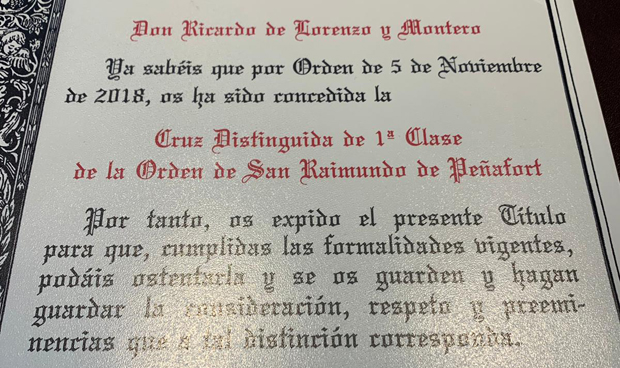 Don Ricardo de Lorenzo y Montero
Ya sabéis que por Orden de 5 de Noviembre
de 2018, os ha sido concedida la
Cruz Distinguida de 1ª Clase
de la Orden de San Raimundo de Peñafort
Por tanto, os expido el presente Título
para que, cumplidas las formalidades vigentes,
podáis ostentarla y se os guarden y hagan
guardar la consideración, respeto y preemi-
nencias que a tal distinción corresponda.